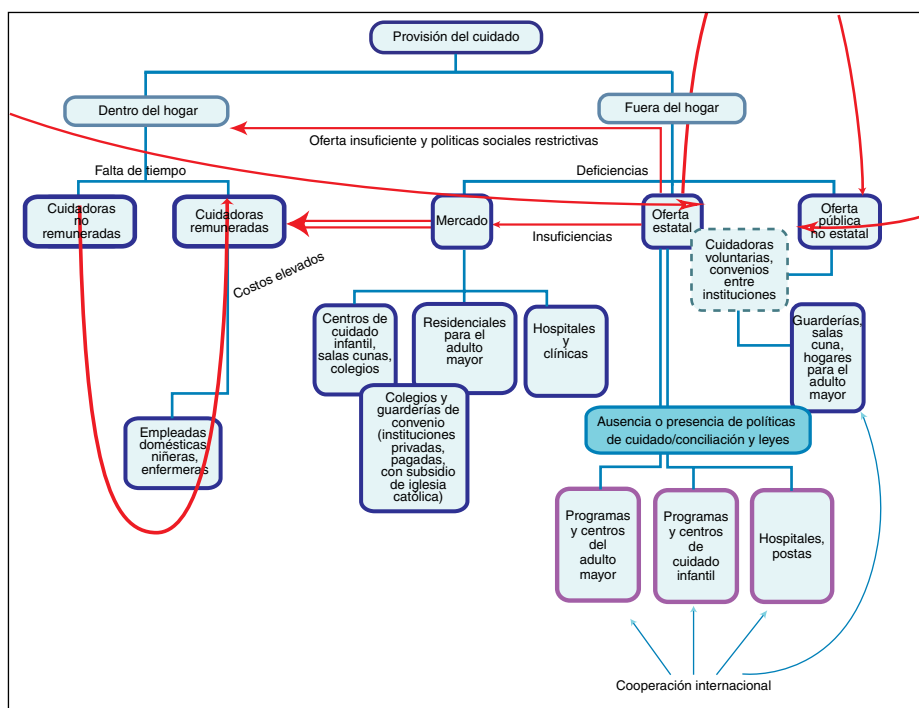 Provisión del cuidado
Dentro del hogar
Fuera del hogar
Oferta insuficiente y politicas sociales restrictivas
Falta de tiempo
Deficiencias
Cuidadoras
no
remuneradas
Cuidadoras
remuneradas
Mercado
Insuficiencias
Oferta
estatal
Oferta
pública
no estatal
Cuidadoras
voluntarias,
convenios
entre
instituciones
Costos elevados
Centros de
cuidado
infantil,
salas cunas,
colegios
Residenciales
para el
adulto
mayor
Hospitales
y
clínicas
Guarderías,
salas
cuna,
hogares
para el
adulto
mayor
Colegios y
guarderías de
convenio
(instituciones
privadas,
pagadas,
con subsidio
de iglesia
católica)
Empleadas
domésticas,
niñeras,
enfermeras
Ausencia o presencia de políticas
de cuidado/conciliación y leyes
Programas
y centros
del
adulto
mayor
Programas
y centros
de
cuidado
infantil
Hospitales,
postas
Cooperación internacional